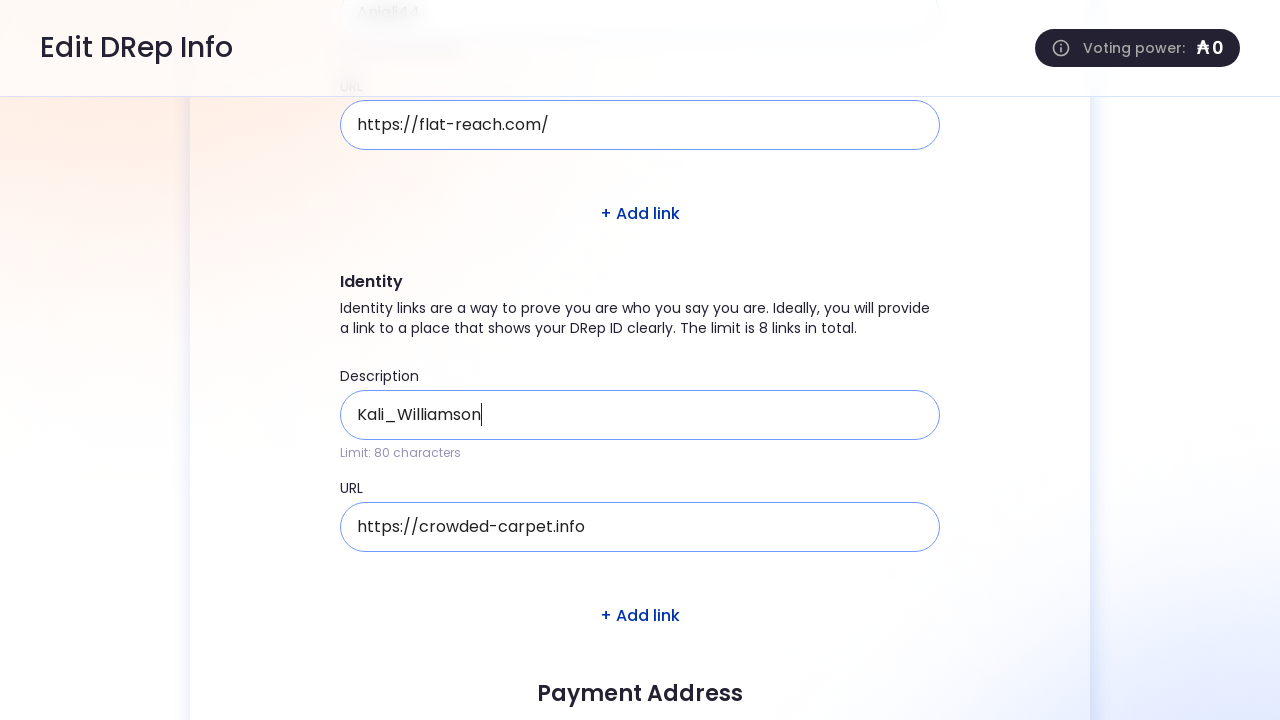 Edit DRep Info
Voting power: ₳ 0
URL
https://flat-reach.com/
+ Add link
Identity
Identity links are a way to prove you are who you say you are. Ideally, you will provide
a link to a place that shows your DRep ID clearly. The limit is 8 links in total.
Description
Kali_Williamson
Limit: 80 characters
URL
https://crowded-carpet.info
+ Add link
Payment Address